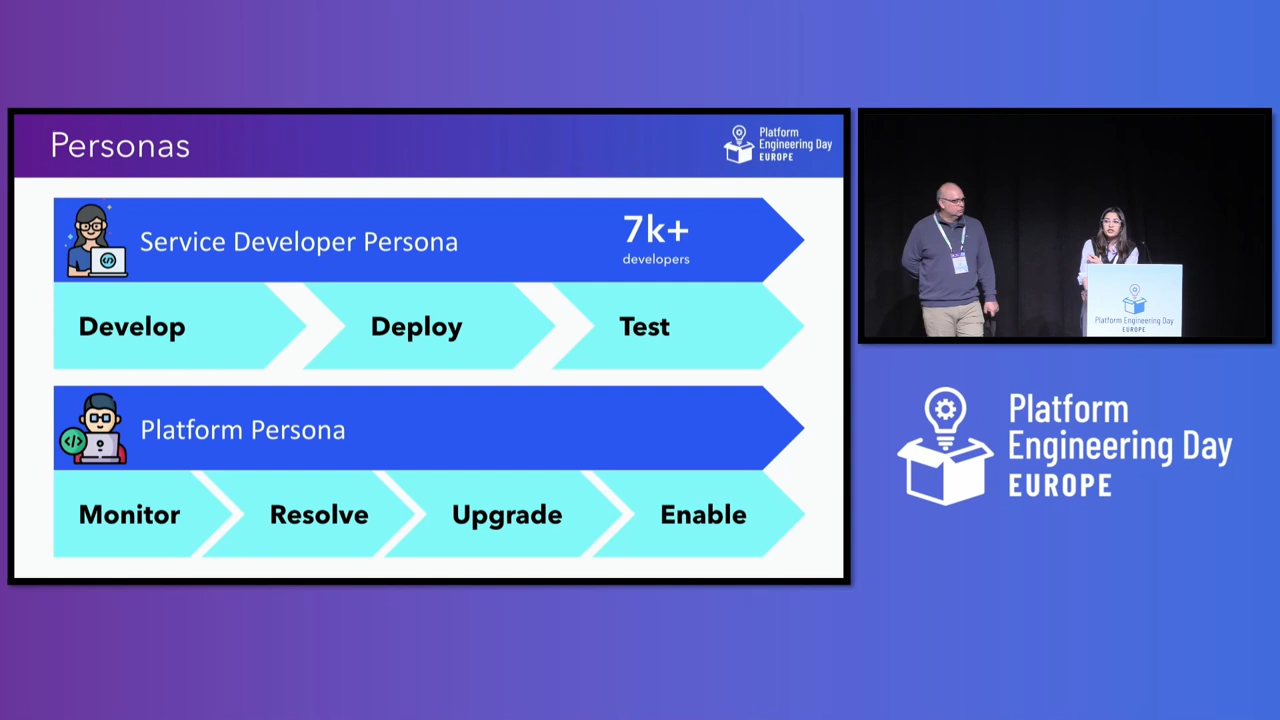 Personas
Platform
Engineering Day
EUROPE
Service Developer Persona
7k+
developers
Develop
Deploy
Test
Platform Persona
Monitor
Resolve
Upgrade
Enable
Platform Engineering Day
EUROPE
Platform
Engineering Day
EUROPE